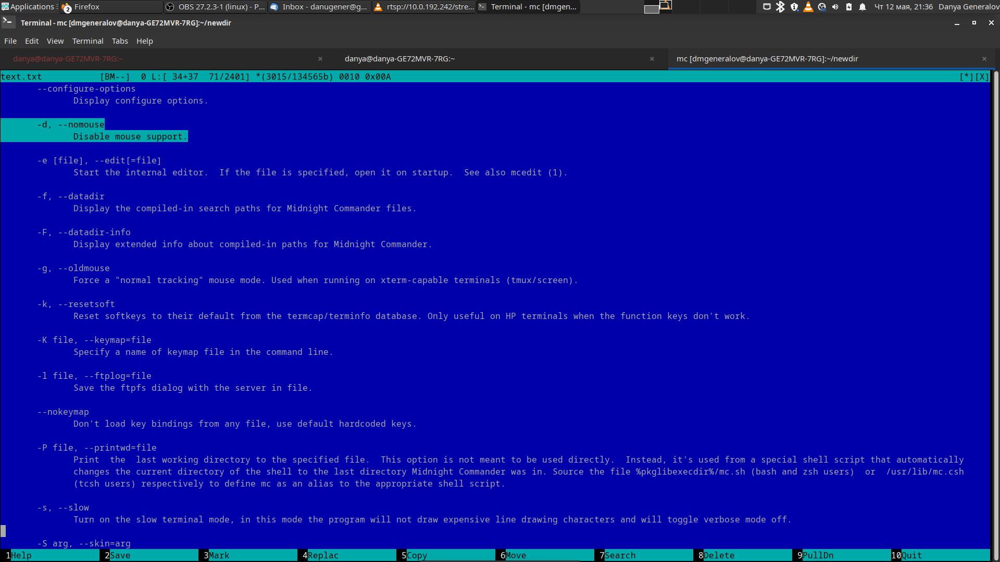 Applications
2 Firefox
OBS 27.2.3-1 (linux) - P...
Inbox - danugener@g...
rtsp://10.0.192.242/stre...
Terminal - mc [dmgen...
Чт 12 мая, 21:36
Danya Generalov
Terminal - mc [dmgeneralov@danya-GE72MVR-7RG]:~/newdir
File Edit View Terminal Tabs Help
danya@danya-GE72MVR-7RG:~
danya@danya-GE72MVR-7RG:~
mc [dmgeneralov@danya-GE72MVR-7RG]:~/newdir
text.txt [BM--] 0 L:[ 34+37 71/2401] *(3015/134565b) 0010 0x00A [*][X]
--configure-options
Display configure options.
-d, --nomouse
Disable mouse support.
-e [file], --edit[=file]
Start the internal editor. If the file is specified, open it on startup. See also mcedit (1).
-f, --datadir
Display the compiled-in search paths for Midnight Commander files.
-F, --datadir-info
Display extended info about compiled-in paths for Midnight Commander.
-g, --oldmouse
Force a "normal tracking" mouse mode. Used when running on xterm-capable terminals (tmux/screen).
-k, --resetsoft
Reset softkeys to their default from the termcap/terminfo database. Only useful on HP terminals when the function keys don't work.
-K file, --keymap=file
Specify a name of keymap file in the command line.
-l file, --ftplog=file
Save the ftpfs dialog with the server in file.
--nokeymap
Don't load key bindings from any file, use default hardcoded keys.
-P file, --printwd=file
Print the last working directory to the specified file. This option is not meant to be used directly. Instead, it's used from a special shell script that automatically
changes the current directory of the shell to the last directory Midnight Commander was in. Source the file %pkglibexecdir%/mc.sh (bash and zsh users) or /usr/lib/mc.csh
(tcsh users) respectively to define mc as an alias to the appropriate shell script.
-s, --slow
Turn on the slow terminal mode, in this mode the program will not draw expensive line drawing characters and will toggle verbose mode off.
-S arg, --skin=arg
1Help 2Save 3Mark 4Replac 5Copy 6Move 7Search 8Delete 9PullDn 10Quit